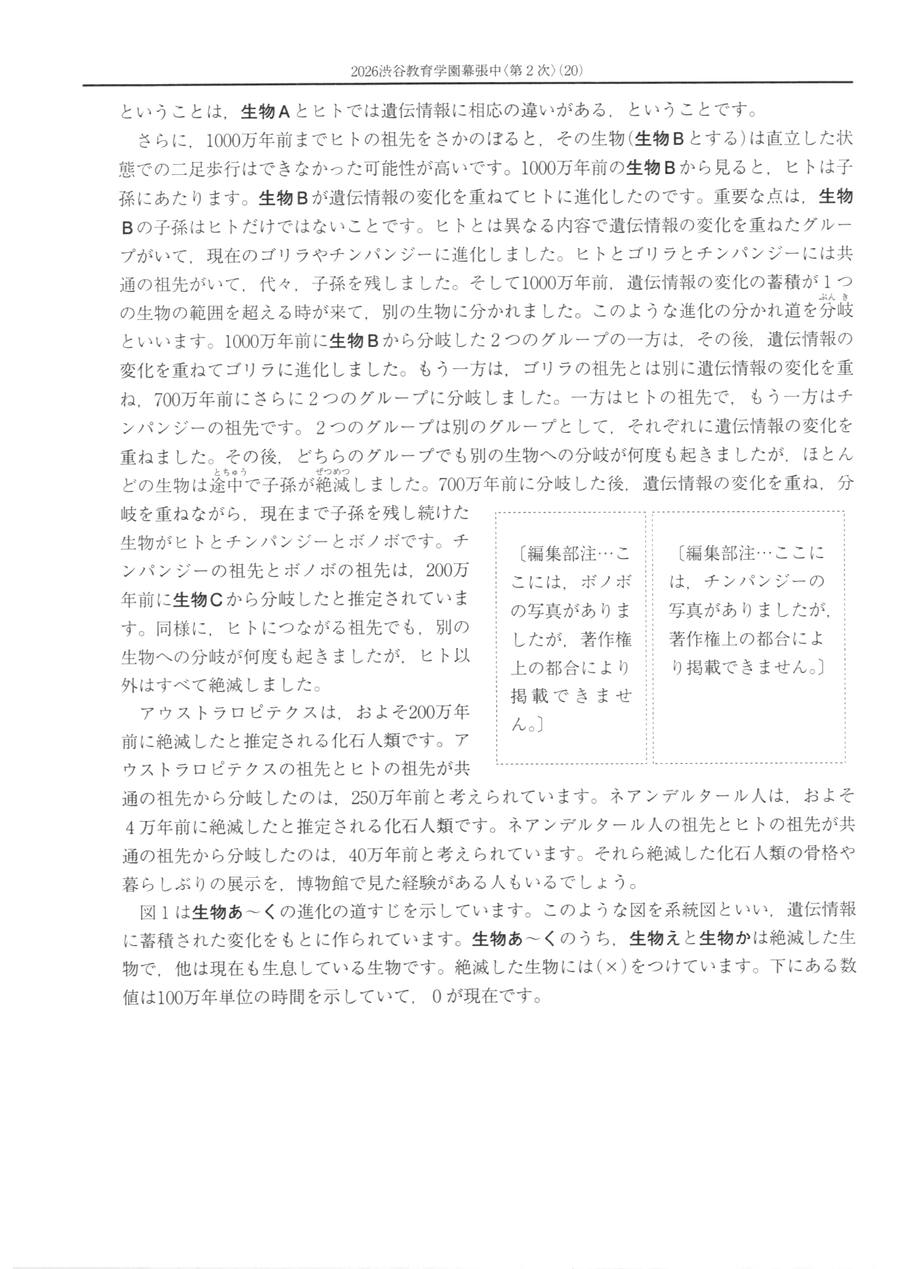 2026渋谷教育学園幕張中〈第2次〉(20)
ということは，生物Aとヒトでは遺伝情報に相応の違いがある，ということです。
さらに，1000万年前までヒトの祖先をさかのぼると，その生物(生物Bとする)は直立した状
態での二足歩行はできなかった可能性が高いです。1000万年前の生物Bから見ると，ヒトは子
孫にあたります。生物Bが遺伝情報の変化を重ねてヒトに進化したのです。重要な点は，生物
Bの子孫はヒトだけではないことです。ヒトとは異なる内容で遺伝情報の変化を重ねたグルー
プがいて，現在のゴリラやチンパンジーに進化しました。ヒトとゴリラとチンパンジーには共
通の祖先がいて，代々，子孫を残しました。そして1000万年前，遺伝情報の変化の蓄積が1つ
の生物の範囲を超える時が来て，別の生物に分かれました。このような進化の分かれ道を分岐
ぶんき
といいます。1000万年前に生物Bから分岐した2つのグループの一方は，その後，遺伝情報の
変化を重ねてゴリラに進化しました。もう一方は，ゴリラの祖先とは別に遺伝情報の変化を重
ね，700万年前にさらに2つのグループに分岐しました。一方はヒトの祖先で，もう一方はチ
ンパンジーの祖先です。2つのグループは別のグループとして，それぞれに遺伝情報の変化を
重ねました。その後，どちらのグループでも別の生物への分岐が何度も起きましたが，ほとん
とちゅう ぜつめつ
どの生物は途中で子孫が絶滅しました。700万年前に分岐した後，遺伝情報の変化を重ね，分
岐を重ねながら，現在まで子孫を残し続けた
生物がヒトとチンパンジーとボノボです。チ
ンパンジーの祖先とボノボの祖先は，200万
年前に生物Cから分岐したと推定されていま
す。同様に，ヒトにつながる祖先でも，別の
生物への分岐が何度も起きましたが，ヒト以
外はすべて絶滅しました。
〔編集部注…こ
こには，ボノボ
の写真がありま
したが，著作権
上の都合により
掲載できませ
ん。〕
〔編集部注…ここに
は，チンパンジーの
写真がありましたが，
著作権上の都合によ
り掲載できません。〕
アウストラロピテクスは，およそ200万年
前に絶滅したと推定される化石人類です。ア
ウストラロピテクスの祖先とヒトの祖先が共
通の祖先から分岐したのは，250万年前と考えられています。ネアンデルタール人は，およそ
4万年前に絶滅したと推定される化石人類です。ネアンデルタール人の祖先とヒトの祖先が共
通の祖先から分岐したのは，40万年前と考えられています。それら絶滅した化石人類の骨格や
暮らしぶりの展示を，博物館で見た経験がある人もいるでしょう。
図1は生物あ～くの進化の道すじを示しています。このような図を系統図といい，遺伝情報
に蓄積された変化をもとに作られています。生物あ～くのうち，生物えと生物かは絶滅した生
物で，他は現在も生息している生物です。絶滅した生物には(×)をつけています。下にある数
値は100万年単位の時間を示していて，0が現在です。